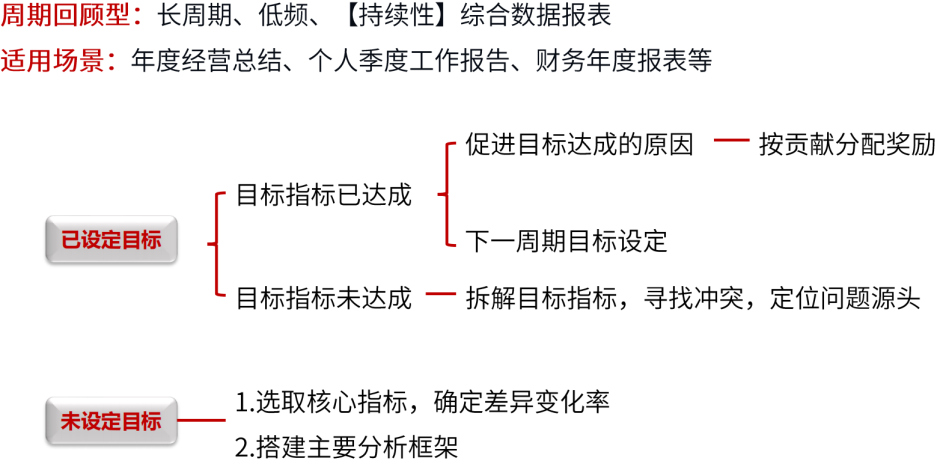 周期回顾型：长周期、低频、【持续性】综合数据报表
适用场景：年度经营总结、个人季度工作报告、财务年度报表等
促进目标达成的原因
按贡献分配奖励
目标指标已达成
已设定目标
下一周期目标设定
目标指标未达成
拆解目标指标，寻找冲突，定位问题源头
未设定目标
1.选取核心指标，确定差异变化率
2.搭建主要分析框架